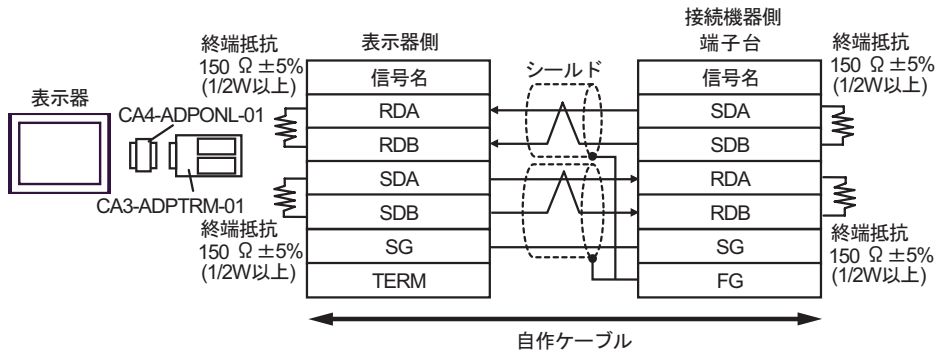 接続機器側
終端抵抗
150 Ω ±5%
(1/2W以上)
表示器側
端子台
終端抵抗
150 Ω ±5%
(1/2W以上)
信号名
シールド
信号名
表示器
CA4-ADPONL-01
RDA
SDA
RDB
SDB
SDA
RDA
CA3-ADPTRM-01
SDB
RDB
終端抵抗
150 Ω ±5%
(1/2W以上)
SG
SG
終端抵抗
150 Ω ±5%
(1/2W以上)
TERM
FG
自作ケーブル